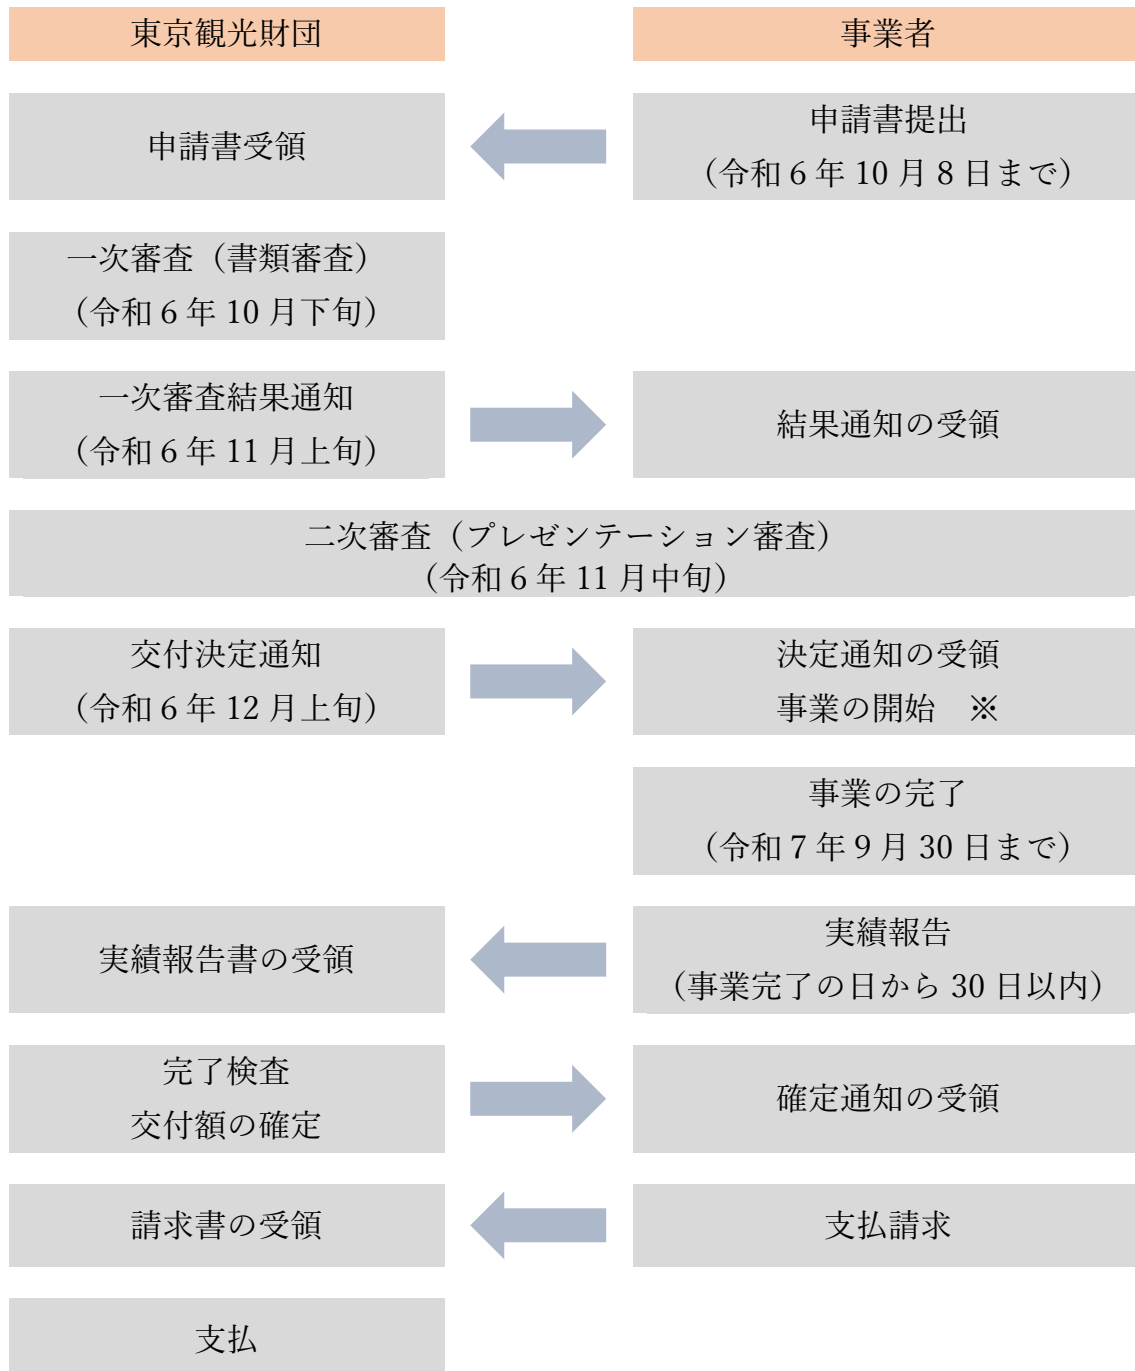 東京観光財団
事業者
申請書受領
申請書提出
（令和６年 10 月８日まで）
一次審査（書類審査）
（令和６年 10 月下旬）
一次審査結果通知
（令和６年 11 月上旬）
結果通知の受領
二次審査（プレゼンテーション審査）
（令和６年 11 月中旬）
交付決定通知
（令和６年 12 月上旬）
決定通知の受領
事業の開始　※
事業の完了
（令和７年９月 30 日まで）
実績報告書の受領
実績報告
（事業完了の日から 30 日以内）
完了検査
交付額の確定
確定通知の受領
請求書の受領
支払請求
支払